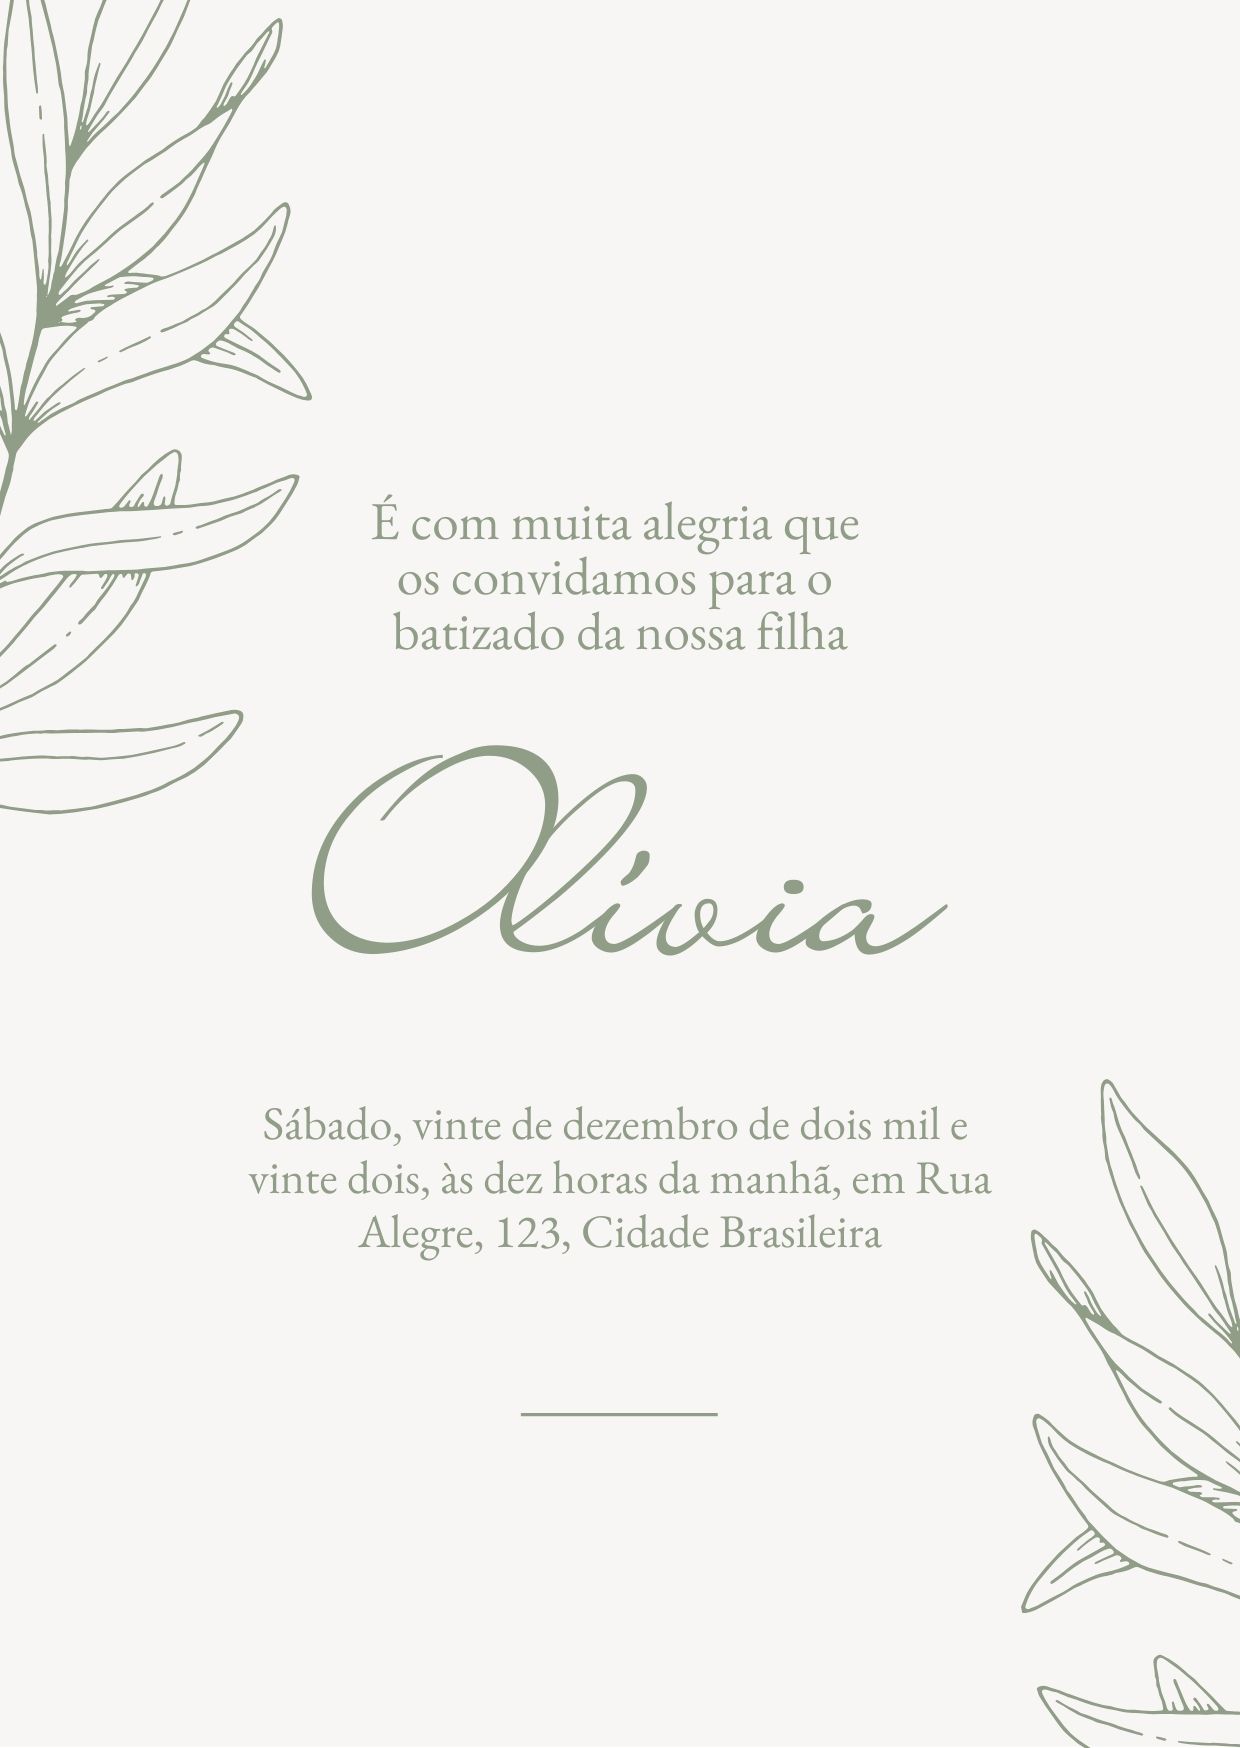 É com muita alegria que
os convidamos para o
batizado da nossa filha
Olívia
Sábado, vinte de dezembro de dois mil e
vinte dois, às dez horas da manhã, em Rua
Alegre, 123, Cidade Brasileira